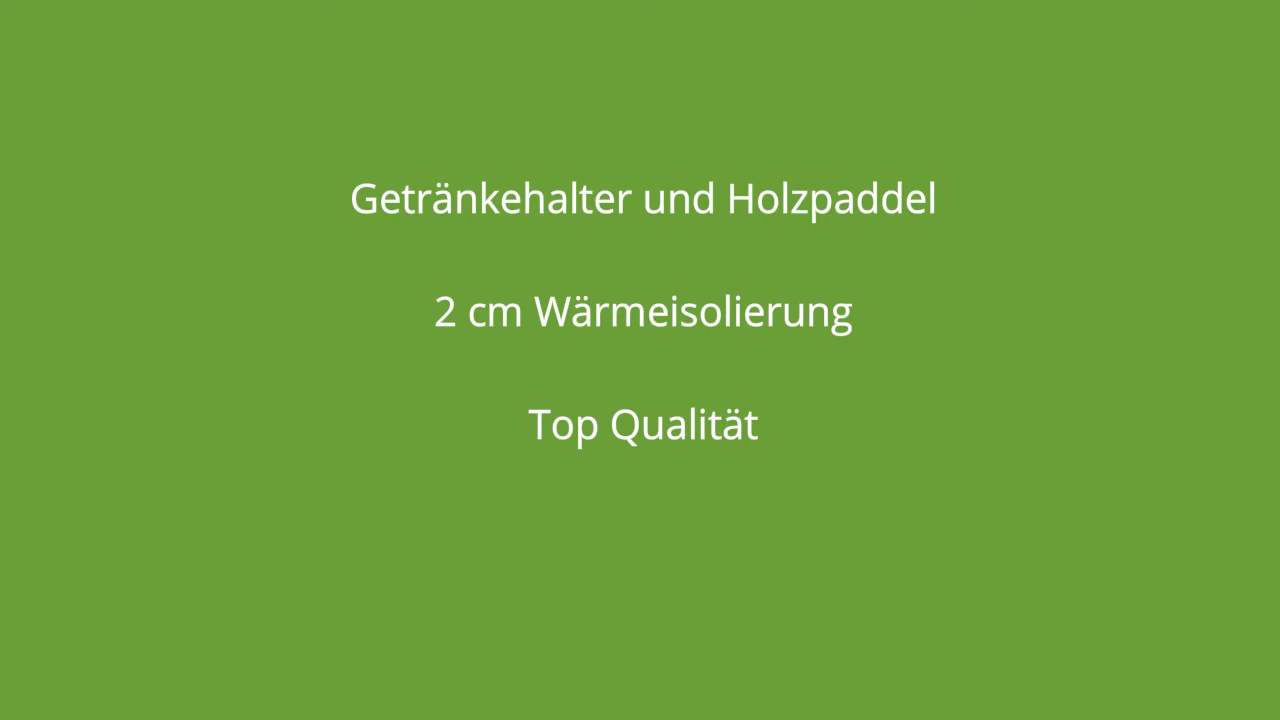 Getränkehalter und Holzpaddel
2 cm Wärmeisolierung
Top Qualität